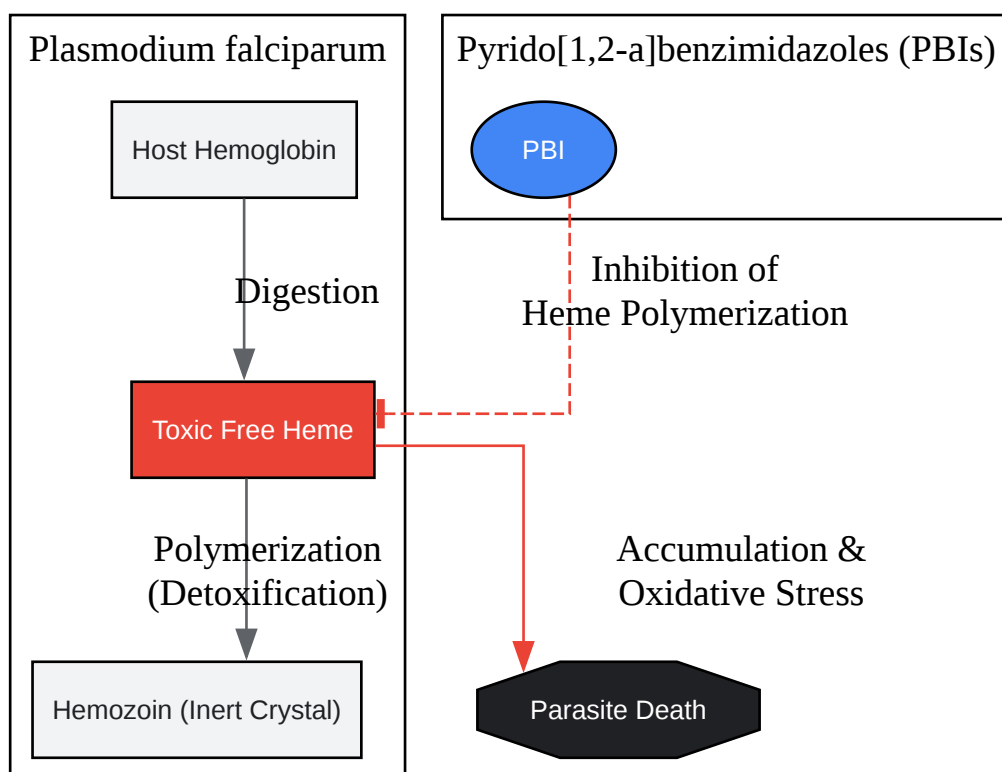 Plasmodium falciparum
Pyrido[1,2-a]benzimidazoles (PBIs)
Host Hemoglobin
PBI
Digestion
Inhibition of
Heme Polymerization
Toxic Free Heme
Polymerization
(Detoxification)
Accumulation &
Oxidative Stress
Hemozoin (Inert Crystal)
Parasite Death